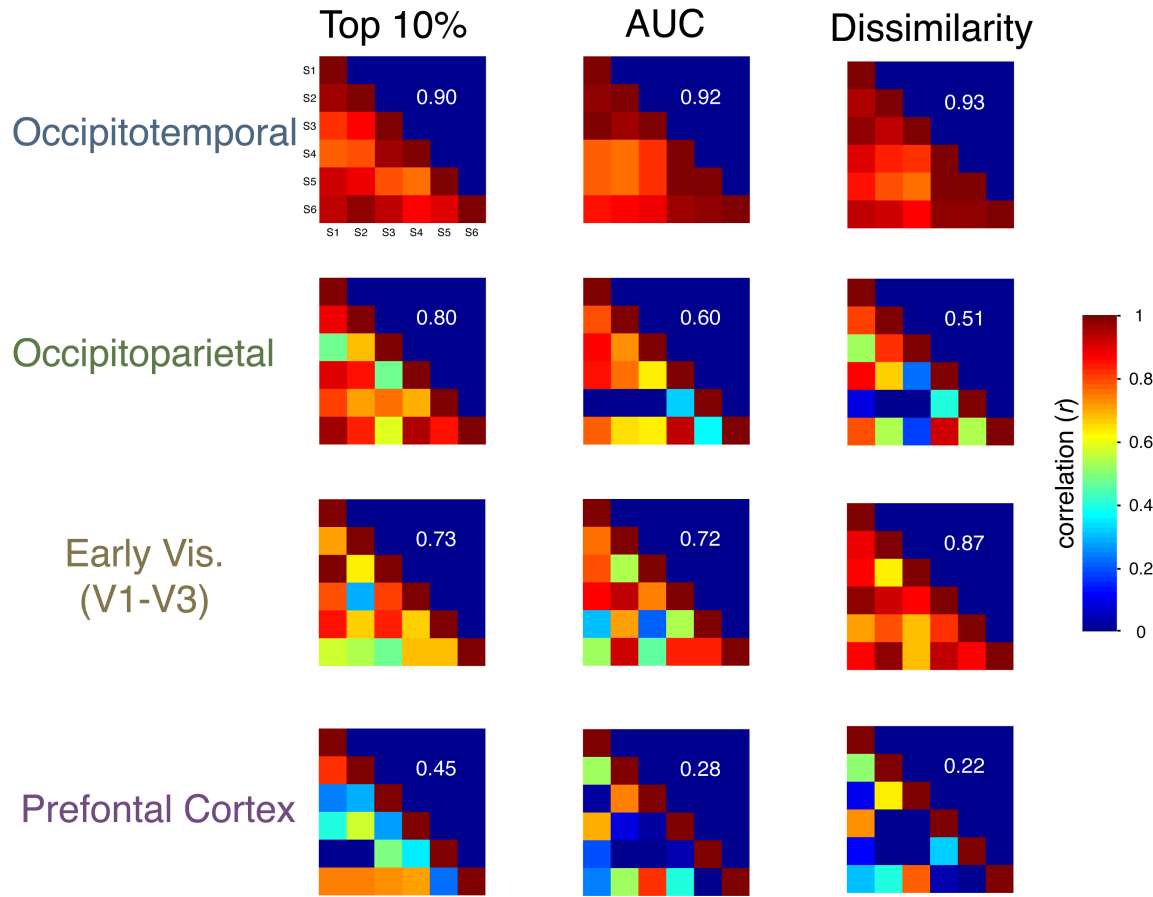 Top 10%
AUC
Dissimilarity
Occipitotemporal
S1
S2
S3
S4
S5
S6
S1 S2 S3 S4 S5 S6
0.90
0.92
0.93
Occipitoparietal
0.80
0.60
0.51
Early Vis.
(V1-V3)
0.73
0.72
0.87
Prefontal Cortex
0.45
0.28
0.22
1
0.8
0.6
0.4
0.2
0
correlation (r)